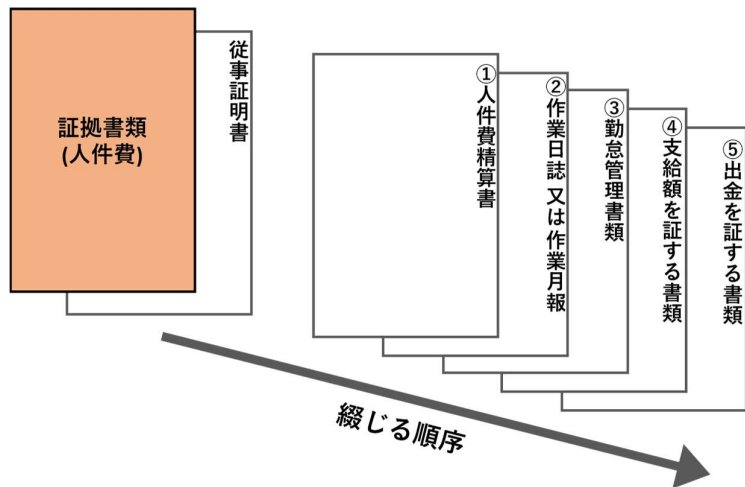 証拠書類
(人件費)
従事証明書
①人件費精算書
②作業日誌 又は 作業月報
③勤怠管理書類
④支給額を証する書類
⑤出金を証する書類
綴じる順序